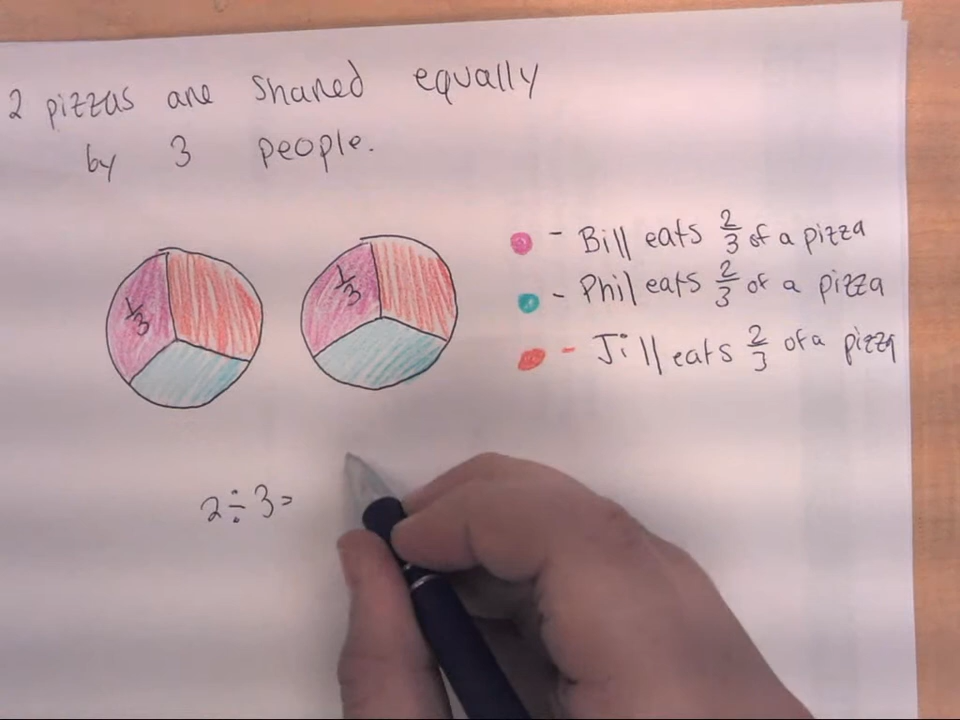 2 pizzas are shared equally
by 3 people.
1/3
1/3
- Bill eats 2/3 of a pizza
- Phil eats 2/3 of a pizza
- Jill eats 2/3 of a pizza
2÷3=